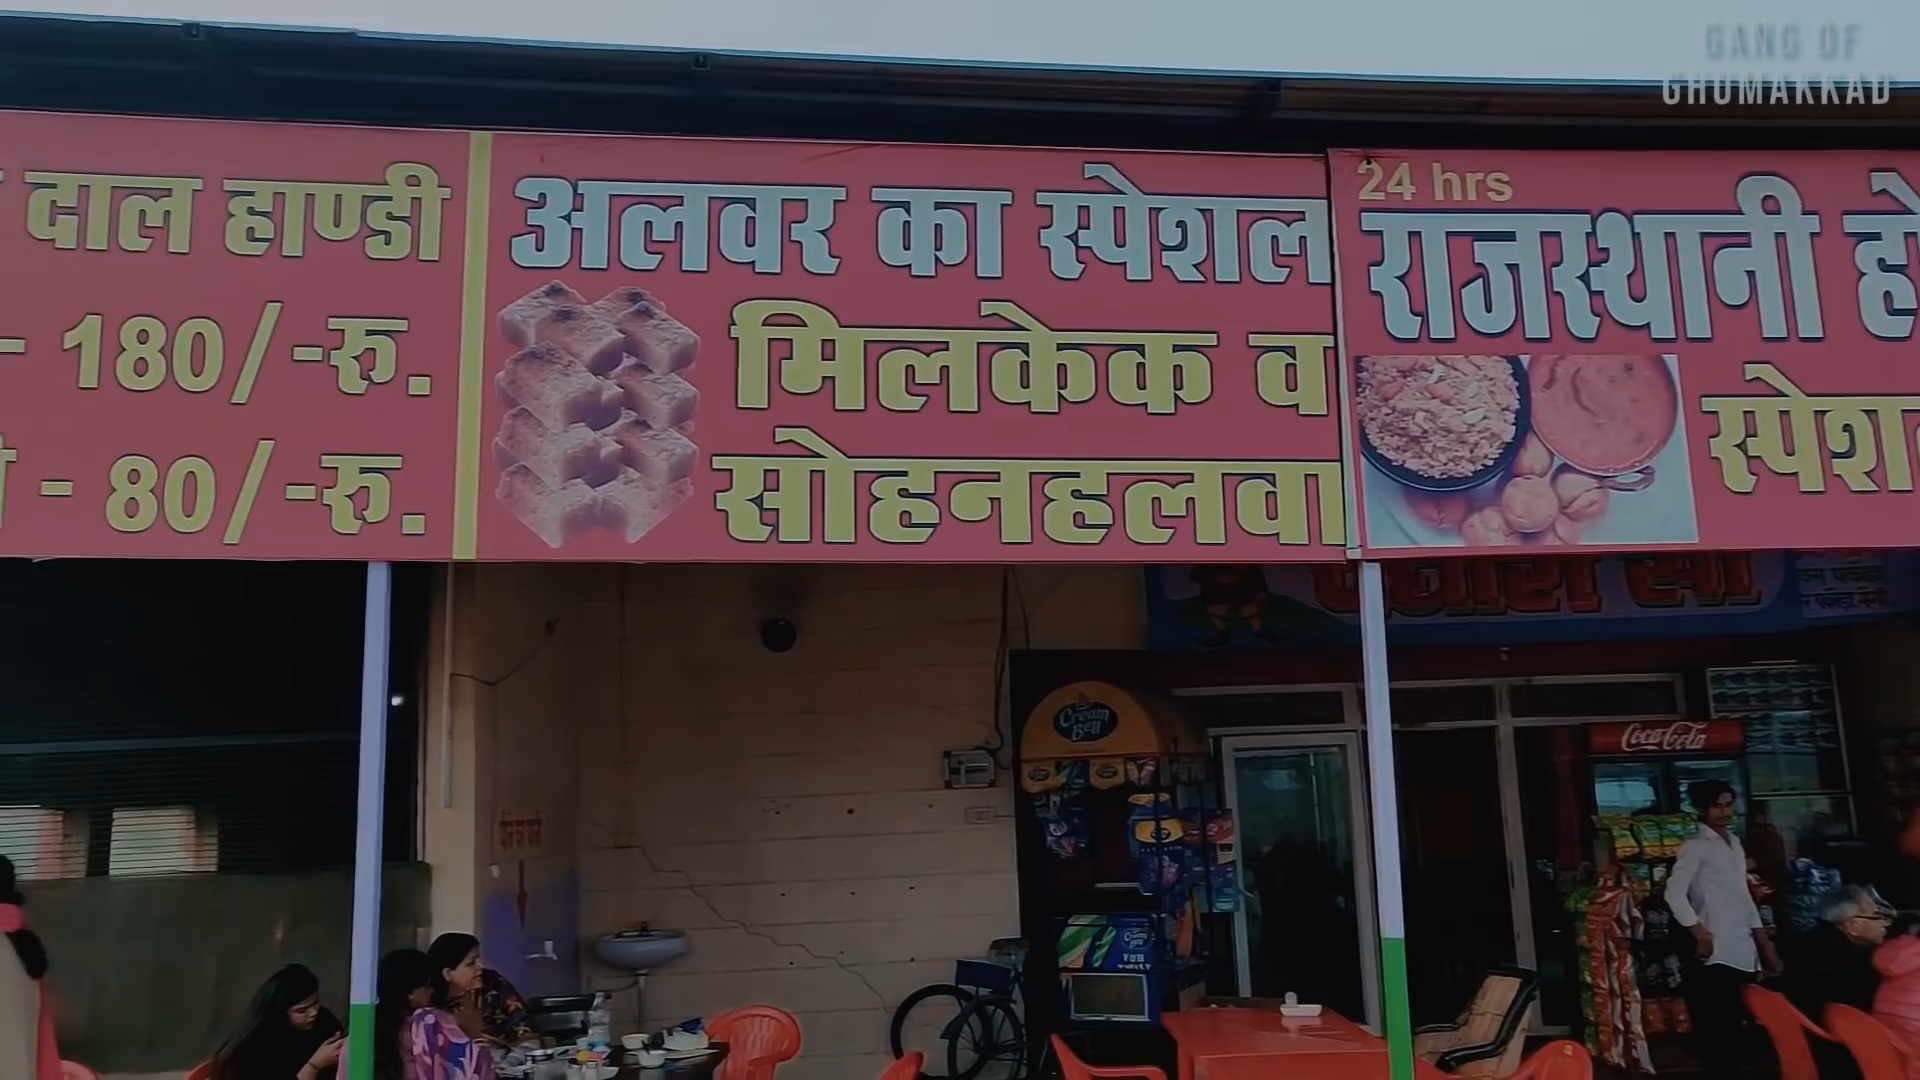 GANG OF
GHUMAKKAD
दाल हाण्डी
- 180/-रु.
- 80/-रु.
अलवर का स्पेशल
मिलकेक व
सोहनहलवा
24 hrs
राजस्थानी
Cream
Bell
Coca-Cola